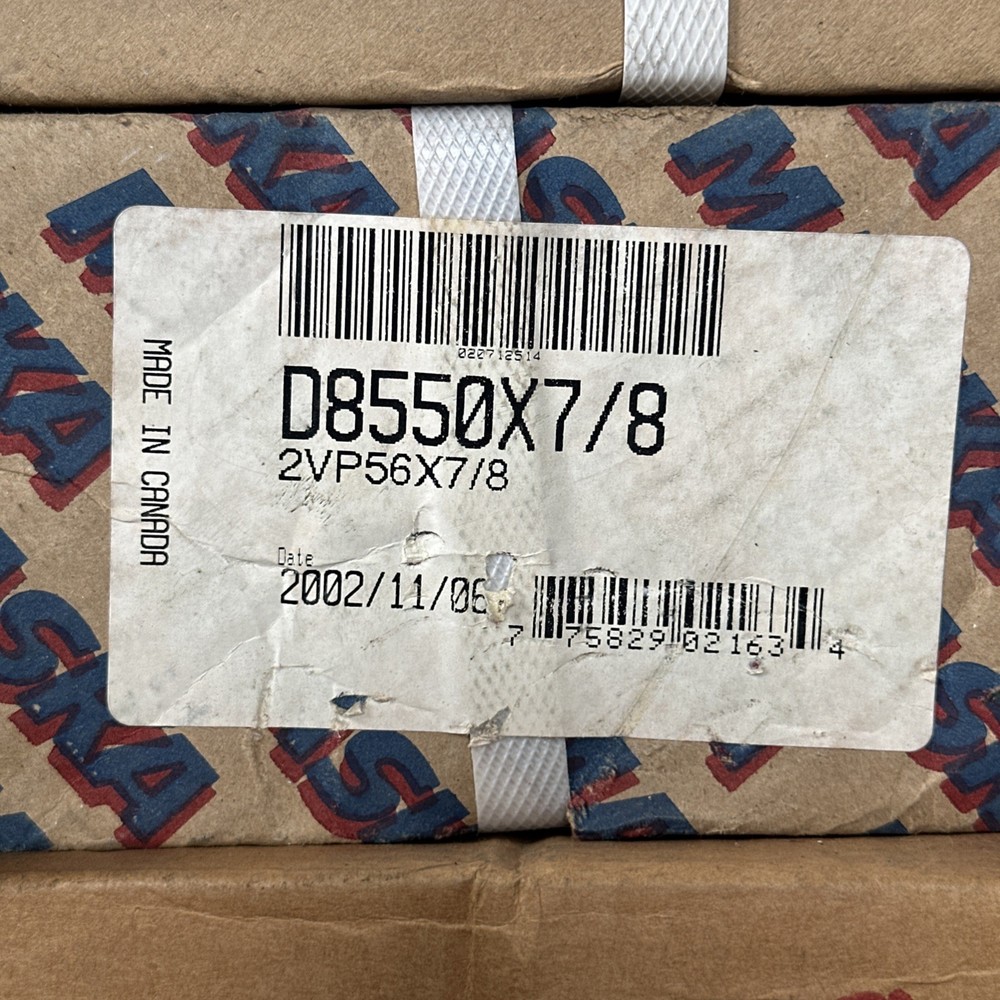 020712514
D8550X7/8
2VP56X7/8
Date
2002/11/06
7 75829 02163 4
MADE IN CANADA